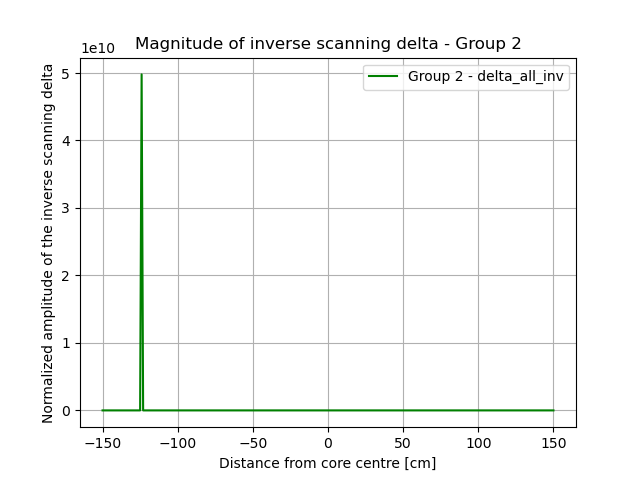 Magnitude of inverse scanning delta - Group 2
1e10
Group 2 - delta_all_inv
Normalized amplitude of the inverse scanning delta
5
4
3
2
1
0
−150 −100 −50 0 50 100 150
Distance from core centre [cm]